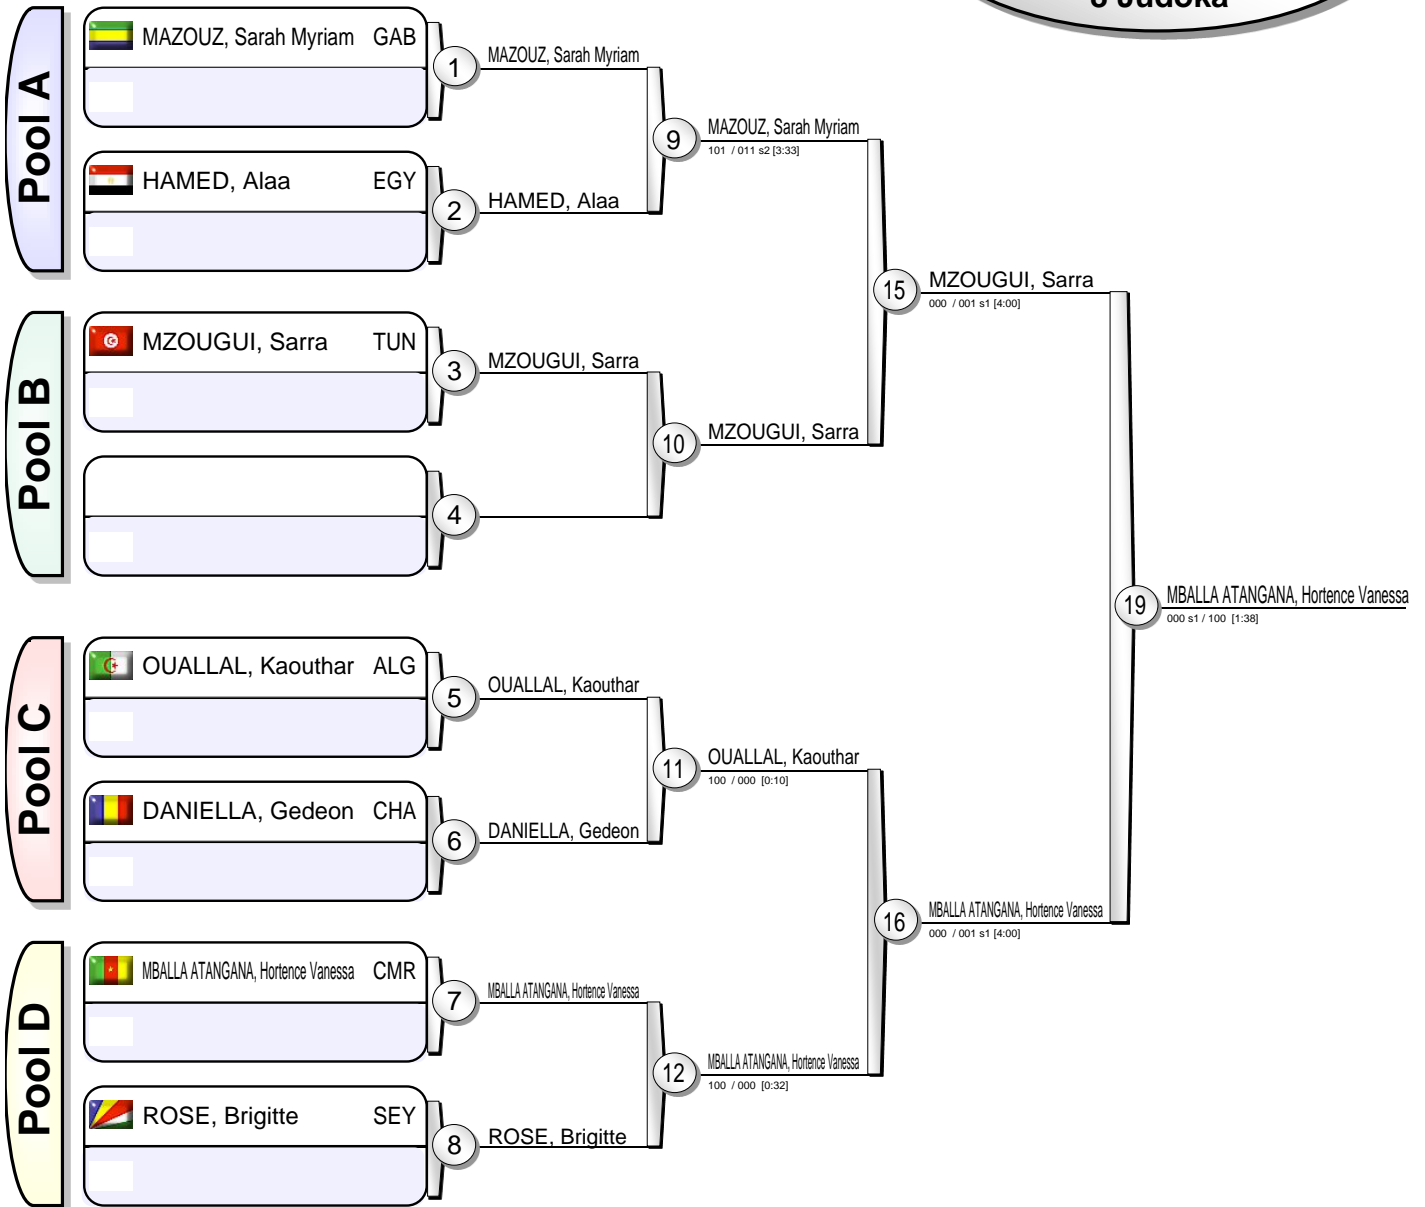 Judoka
Pool A
MAZOUZ, Sarah Myriam GAB
1
MAZOUZ, Sarah Myriam
HAMED, Alaa EGY
2
HAMED, Alaa
9
MAZOUZ, Sarah Myriam
101 / 011 s2 [3:33]
Pool B
MZOUGUI, Sarra TUN
3
MZOUGUI, Sarra
4
10
MZOUGUI, Sarra
15
MZOUGUI, Sarra
000 / 001 s1 [4:00]
Pool C
OUALLAL, Kaouthar ALG
5
OUALLAL, Kaouthar
DANIELLA, Gedeon CHA
6
DANIELLA, Gedeon
11
OUALLAL, Kaouthar
100 / 000 [0:10]
Pool D
MBALLA ATANGANA, Hortence Vanessa CMR
7
MBALLA ATANGANA, Hortence Vanessa
ROSE, Brigitte SEY
8
ROSE, Brigitte
12
MBALLA ATANGANA, Hortence Vanessa
100 / 000 [0:32]
16
MBALLA ATANGANA, Hortence Vanessa
000 / 001 s1 [4:00]
19
MBALLA ATANGANA, Hortence Vanessa
000 s1 / 100 [1:38]